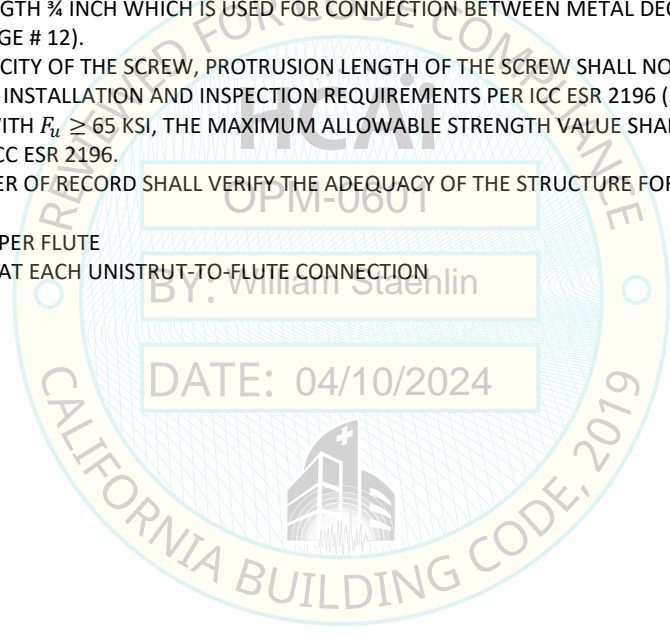 GTH ¾ INCH WHICH IS USED FOR CONNECTION BETWEEN METAL DEC
GE # 12).
CITY OF THE SCREW, PROTRUSION LENGTH OF THE SCREW SHALL NO
INSTALLATION AND INSPECTION REQUIREMENTS PER ICC ESR 2196 (
WITH F_u ≥ 65 KSI, THE MAXIMUM ALLOWABLE STRENGTH VALUE SHA
CC ESR 2196.
ER OF RECORD SHALL VERIFY THE ADEQUACY OF THE STRUCTURE FOR
PER FLUTE
AT EACH UNISTRUT-TO-FLUTE CONNECTION
REVIEWED FOR CODE COMPLIANCE
HCAi
OPM-0601
BY: William Staehlin
DATE: 04/10/2024
CALIFORNIA BUILDING CODE, 2019